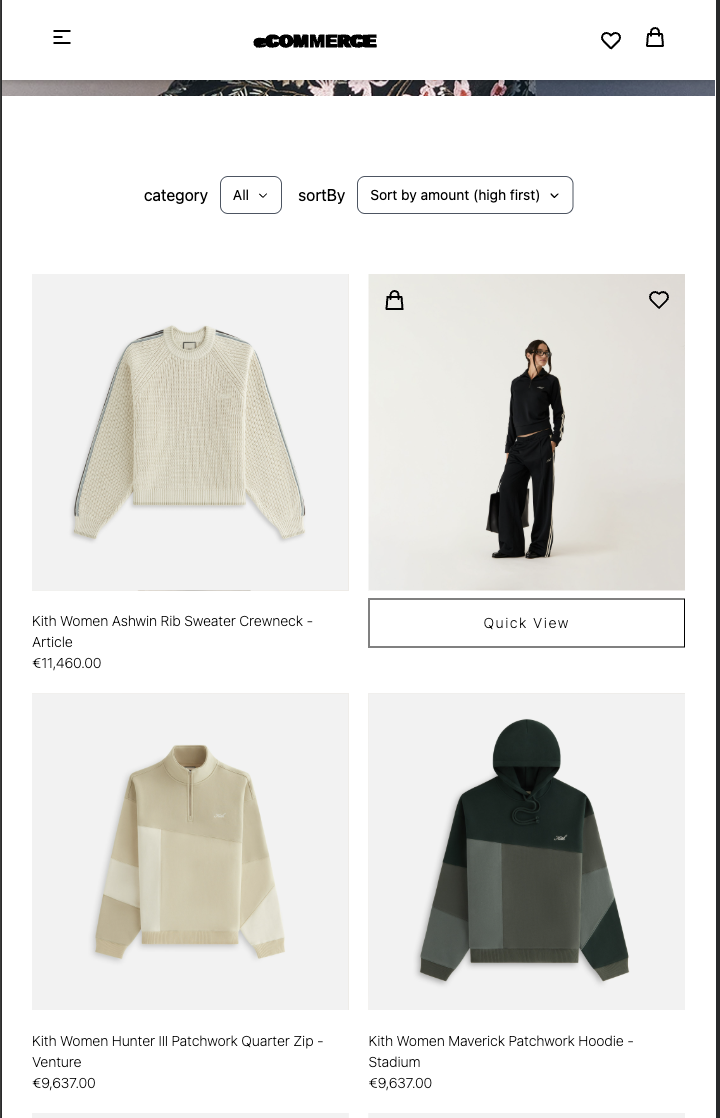 eCOMMERCE
category
All
sortBy
Sort by amount (high first)
Kith Women Ashwin Rib Sweater Crewneck -
Article
€11,460.00
Quick View
Kith Women Hunter III Patchwork Quarter Zip -
Venture
€9,637.00
Kith Women Maverick Patchwork Hoodie -
Stadium
€9,637.00